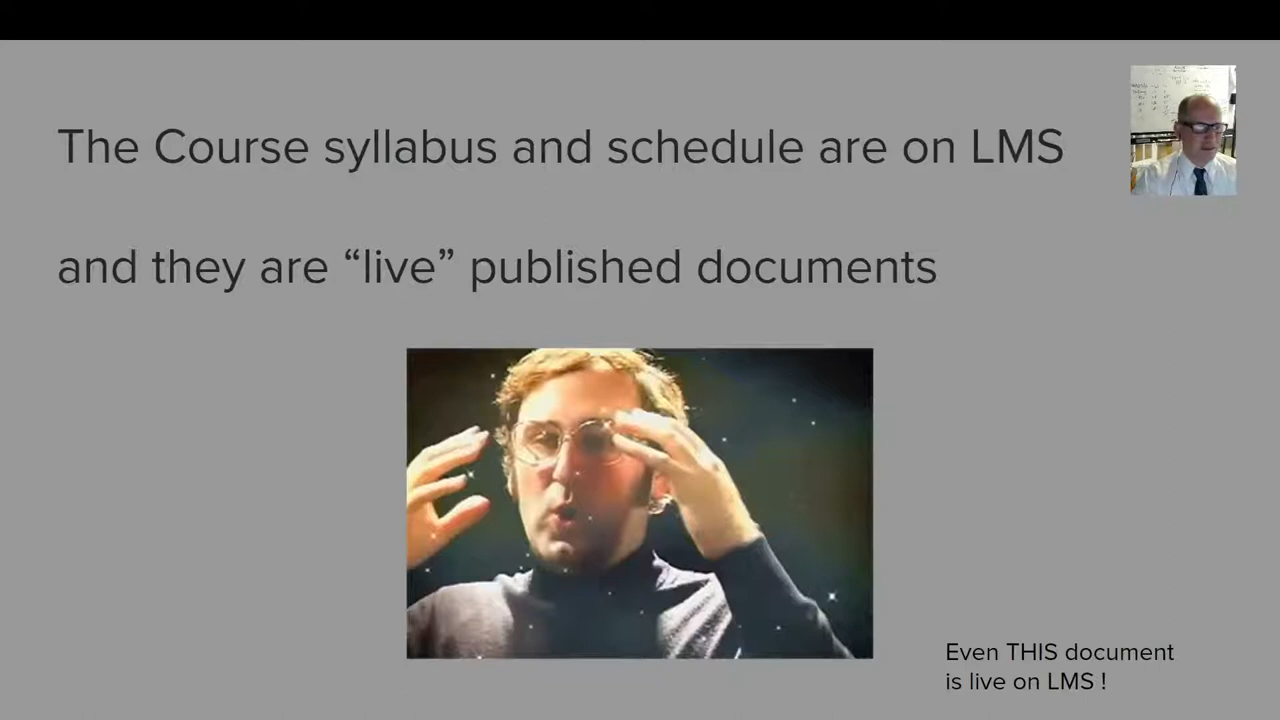 The Course syllabus and schedule are on LMS
and they are “live” published documents
Even THIS document
is live on LMS !